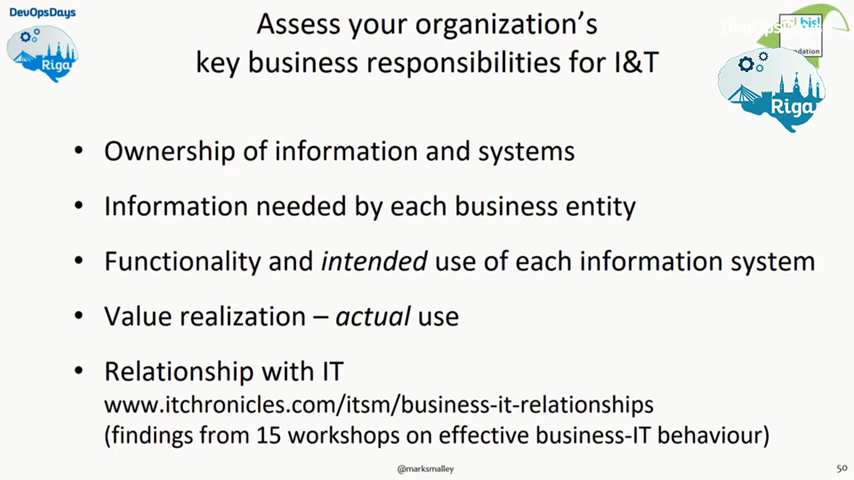 DevOpsDays
Riga
Assess your organization's
key business responsibilities for I&T
bisl
DevOpsDays
Riga
• Ownership of information and systems
• Information needed by each business entity
• Functionality and intended use of each information system
• Value realization – actual use
• Relationship with IT
www.itchronicles.com/itsm/business-it-relationships
(findings from 15 workshops on effective business-IT behaviour)
@marksmalley
50